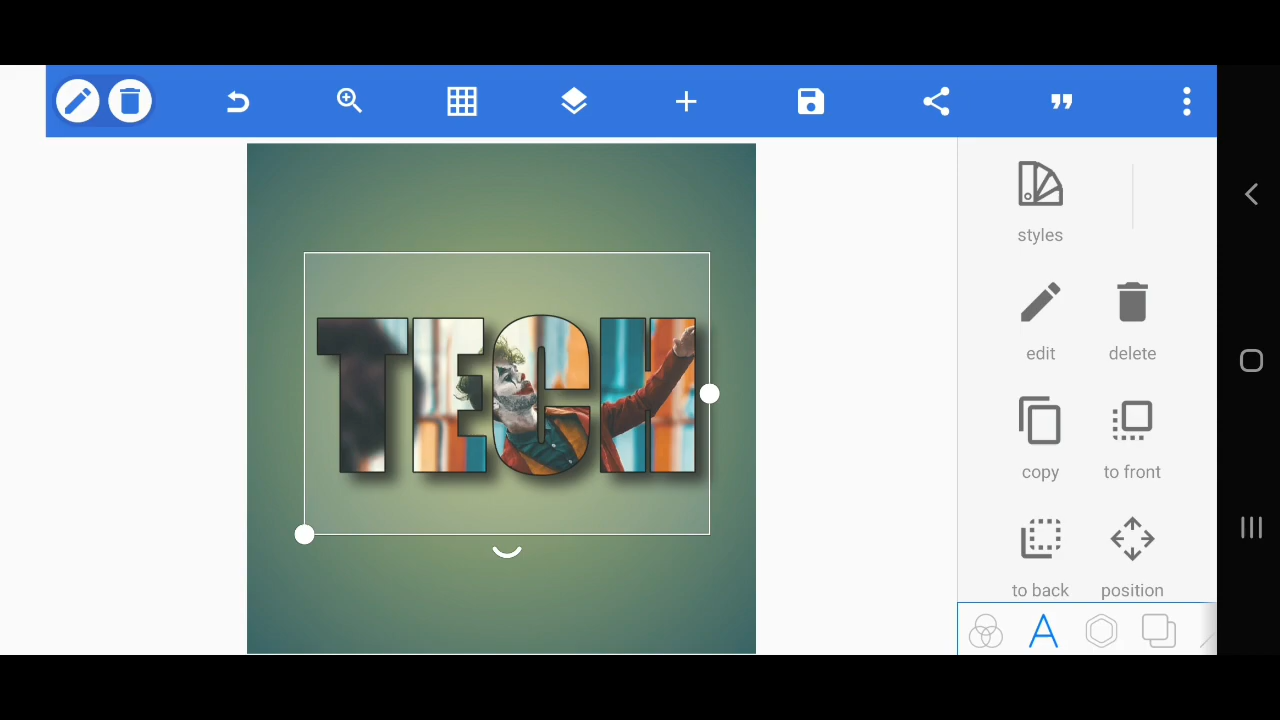 styles
TECH
edit
delete
copy
to front
to back
position